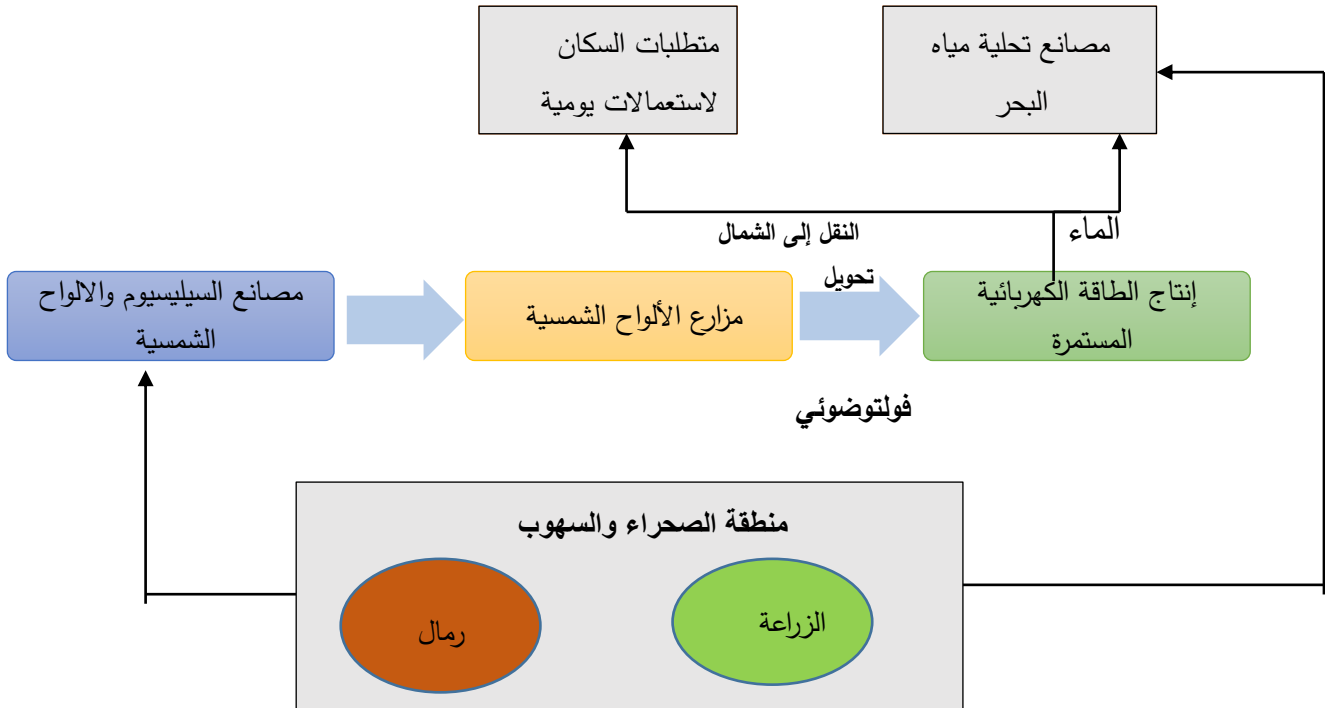 متطلبات السكان
لاستعمالات يومية
مصانع تحلية مياه
البحر
النقل إلى الشمال
الماء
مصانع السيليسيوم والالواح
الشمسية
مزارع الألواح الشمسية
تحويل
إنتاج الطاقة الكهربائية
المستمرة
فولتوضوئي
منطقة الصحراء والسهوب
رمال
الزراعة